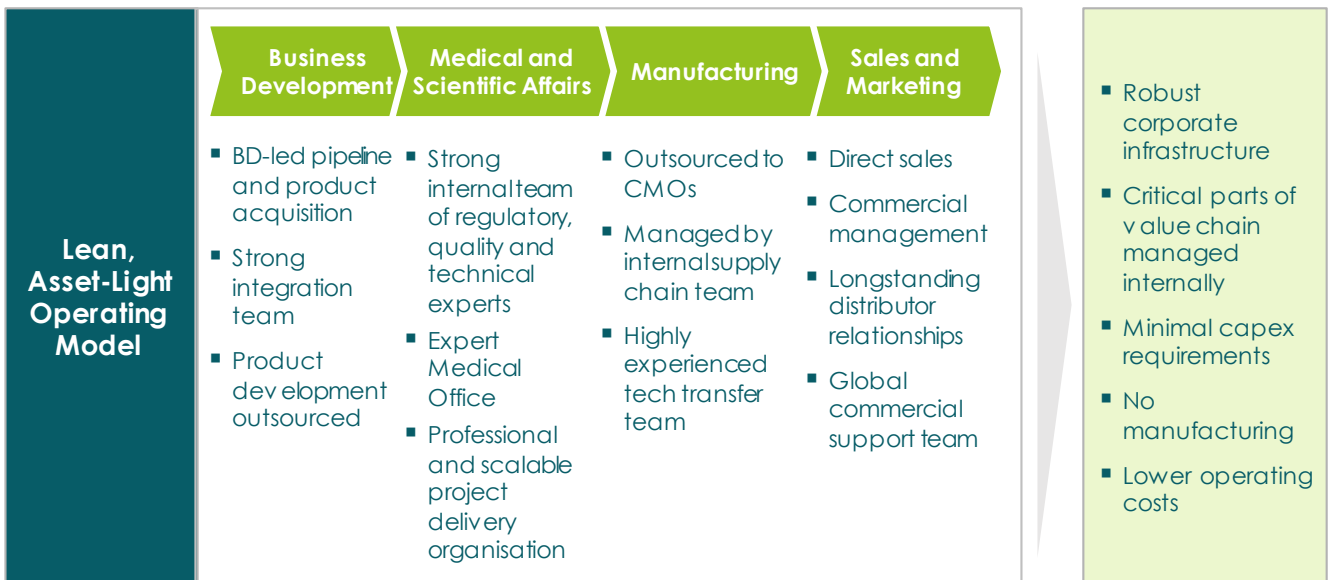 Lean,
Asset-Light
Operating
Model
Business
Development
Medical and
Scientific Affairs
Manufacturing
Sales and
Marketing
▪ BD-led pipeline
and product
acquisition
▪ Strong
integration
team
▪ Product
development
outsourced
▪ Strong
internal team
of regulatory,
quality and
technical
experts
▪ Expert
Medical
Office
▪ Professional
and scalable
project
delivery
organisation
▪ Outsourced to
CMOs
▪ Managed by
internal supply
chain team
▪ Highly
experienced
tech transfer
team
▪ Direct sales
▪ Commercial
management
▪ Longstanding
distributor
relationships
▪ Global
commercial
support team
▪ Robust
corporate
infrastructure
▪ Critical parts of
value chain
managed
internally
▪ Minimal capex
requirements
▪ No
manufacturing
▪ Lower operating
costs